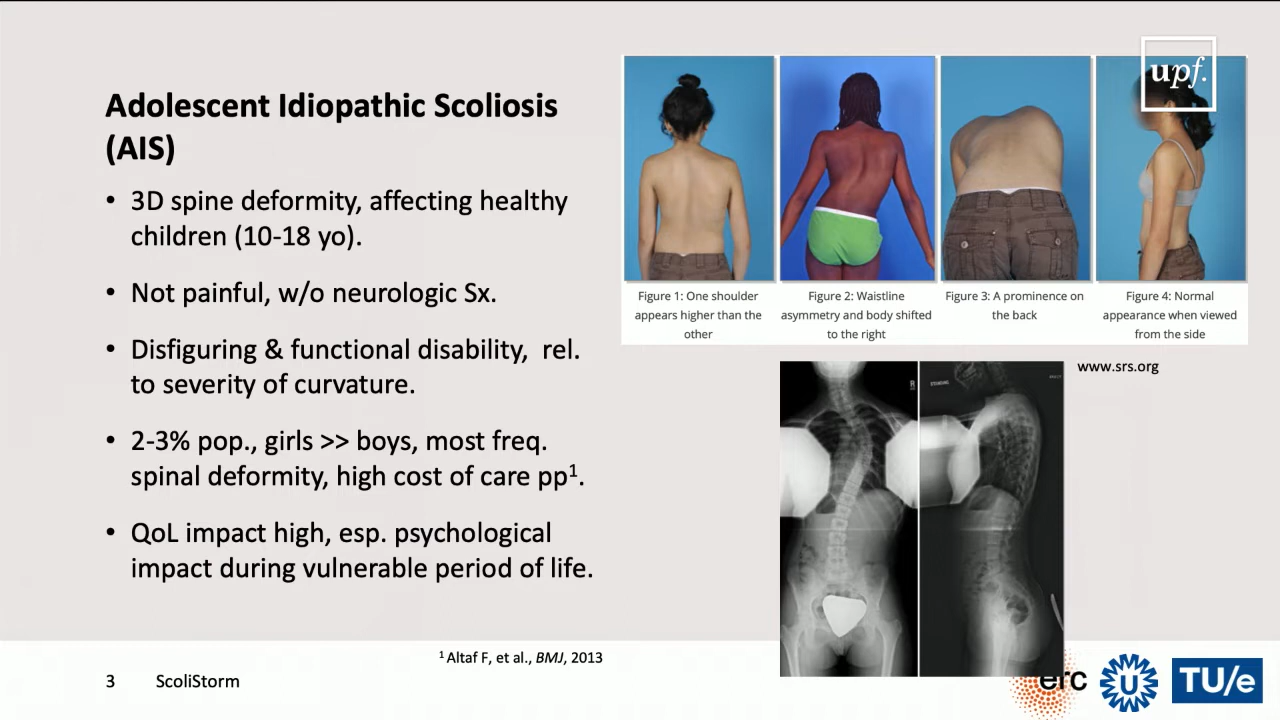 upf.
Adolescent Idiopathic Scoliosis
(AIS)
• 3D spine deformity, affecting healthy
children (10-18 yo).
• Not painful, w/o neurologic Sx.
• Disfiguring & functional disability, rel.
to severity of curvature.
• 2-3% pop., girls >> boys, most freq.
spinal deformity, high cost of care pp¹.
• QoL impact high, esp. psychological
impact during vulnerable period of life.
Figure 1: One shoulder
appears higher than the
other
Figure 2: Waistline
asymmetry and body shifted
to the right
Figure 3: A prominence on
the back
Figure 4: Normal
appearance when viewed
from the side
www.srs.org
R
STANDING
¹ Altaf F, et al., BMJ, 2013
3 ScoliStorm
erc
U
TU/e